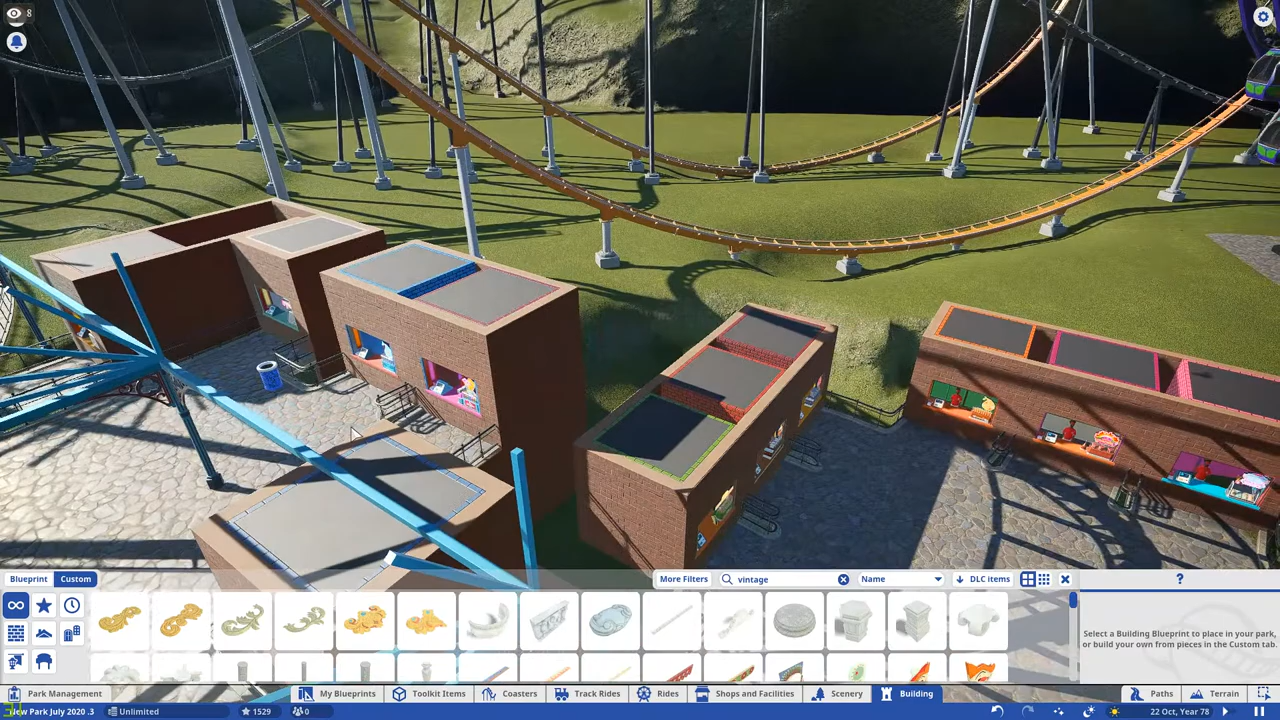 8
Blueprint Custom More Filters vintage Name DLC items ?
Select a Building Blueprint to place in your park,
or build your own from pieces in the Custom tab.
Park Management My Blueprints Toolkit Items Coasters Track Rides Rides Shops and Facilities Scenery Building Paths Terrain
New Park July 2020 .3 Unlimited 1529 0 22 Oct, Year 78